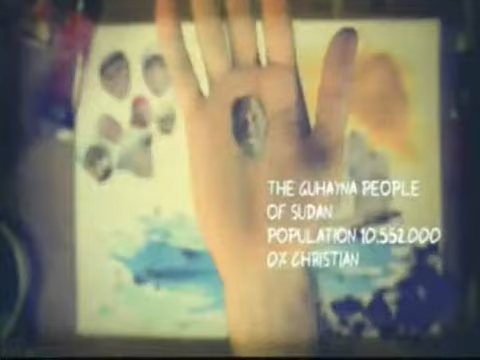 THE GUHAYNA PEOPLE
OF SUDAN
POPULATION 10.552.000
0% CHRISTIAN